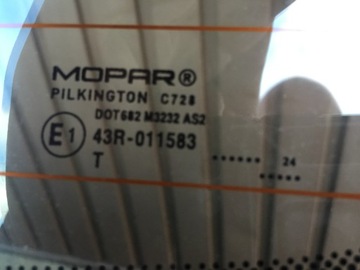 MOPAR®
PILKINGTON C728
DOT682 M3232 AS2
E1 43R-011583
T
...... 24
.....